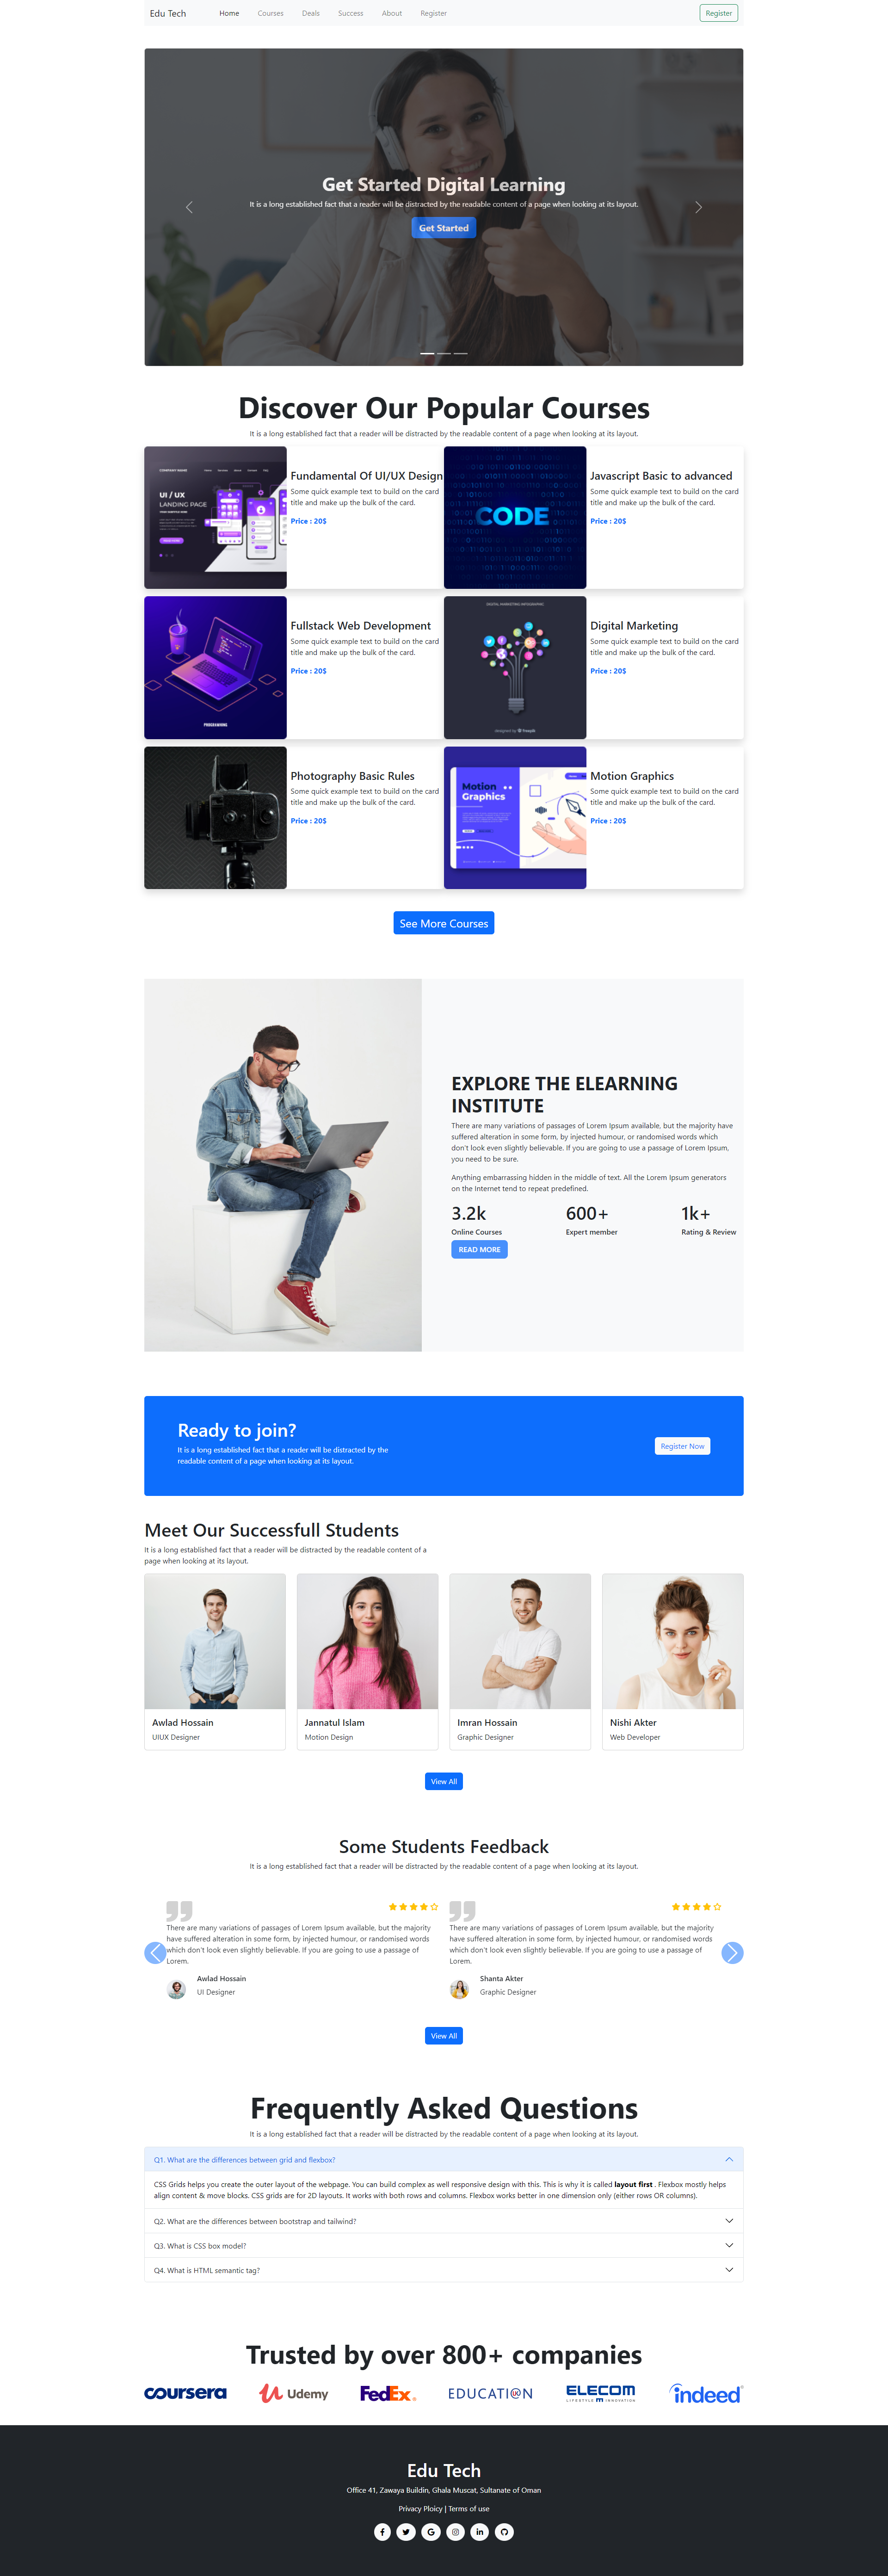 Edu Tech
Home
Courses
Deals
Success
About
Register
Register
Get Started Digital Learning
It is a long established fact that a reader will be distracted by the readable content of a page when looking at its layout.
Get Started
Discover Our Popular Courses
It is a long established fact that a reader will be distracted by the readable content of a page when looking at its layout.
UI / UX
LANDING PAGE
Fundamental Of UI/UX Design
Some quick example text to build on the card
title and make up the bulk of the card.
Price : 20$
CODE
Javascript Basic to advanced
Some quick example text to build on the card
title and make up the bulk of the card.
Price : 20$
PROGRAMMING
Fullstack Web Development
Some quick example text to build on the card
title and make up the bulk of the card.
Price : 20$
DIGITAL MARKETING INFOGRAPHIC
designed by freepik
Digital Marketing
Some quick example text to build on the card
title and make up the bulk of the card.
Price : 20$
Photography Basic Rules
Some quick example text to build on the card
title and make up the bulk of the card.
Price : 20$
Motion
Graphics
Motion Graphics
Some quick example text to build on the card
title and make up the bulk of the card.
Price : 20$
See More Courses
EXPLORE THE ELEARNING
INSTITUTE
There are many variations of passages of Lorem Ipsum available, but the majority have
suffered alteration in some form, by injected humour, or randomised words which
don't look even slightly believable. If you are going to use a passage of Lorem Ipsum,
you need to be sure.
Anything embarrassing hidden in the middle of text. All the Lorem Ipsum generators
on the Internet tend to repeat predefined.
3.2k
Online Courses
600+
Expert member
1k+
Rating & Review
READ MORE
Ready to join?
It is a long established fact that a reader will be distracted by the
readable content of a page when looking at its layout.
Register Now
Meet Our Successfull Students
It is a long established fact that a reader will be distracted by the readable content of a
page when looking at its layout.
Awlad Hossain
UIUX Designer
Jannatul Islam
Motion Design
Imran Hossain
Graphic Designer
Nishi Akter
Web Developer
View All
Some Students Feedback
It is a long established fact that a reader will be distracted by the readable content of a page when looking at its layout.
There are many variations of passages of Lorem Ipsum available, but the majority
have suffered alteration in some form, by injected humour, or randomised words
which don't look even slightly believable. If you are going to use a passage of
Lorem.
Awlad Hossain
UI Designer
There are many variations of passages of Lorem Ipsum available, but the majority
have suffered alteration in some form, by injected humour, or randomised words
which don't look even slightly believable. If you are going to use a passage of
Lorem.
Shanta Akter
Graphic Designer
View All
Frequently Asked Questions
It is a long established fact that a reader will be distracted by the readable content of a page when looking at its layout.
Q1. What are the differences between grid and flexbox?
CSS Grids helps you create the outer layout of the webpage. You can build complex as well responsive design with this. This is why it is called layout first . Flexbox mostly helps
align content & move blocks. CSS grids are for 2D layouts. It works with both rows and columns. Flexbox works better in one dimension only (either rows OR columns).
Q2. What are the differences between bootstrap and tailwind?
Q3. What is CSS box model?
Q4. What is HTML semantic tag?
Trusted by over 800+ companies
coursera
Udemy
FedEx
EDUCATION
ELECOM
LIFESTYLE INNOVATION
indeed
Edu Tech
Office 41, Zawaya Buildin, Ghala Muscat, Sultanate of Oman
Privacy Ploicy | Terms of use